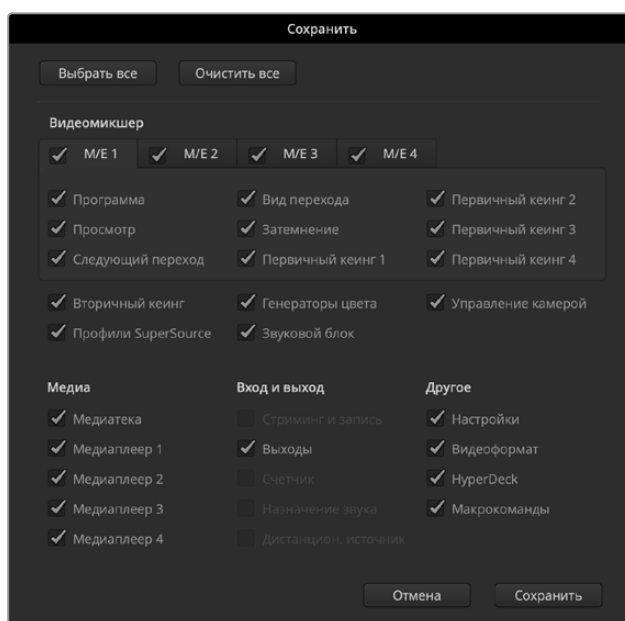 Сохранить
Выбрать все Очистить все
Видеомикшер
M/E 1 M/E 2 M/E 3 M/E 4
Программа Вид перехода Первичный кеинг 2
Просмотр Затемнение Первичный кеинг 3
Следующий переход Первичный кеинг 1 Первичный кеинг 4
Вторичный кеинг Генераторы цвета Управление камерой
Профили SuperSource Звуковой блок
Медиа Вход и выход Другое
Медиатека Стриминг и запись Настройки
Медиаплеер 1 Выходы Видеоформат
Медиаплеер 2 Счетчик HyperDeck
Медиаплеер 3 Назначение звука Макрокоманды
Медиаплеер 4 Дистанцион. источник
Отмена Сохранить